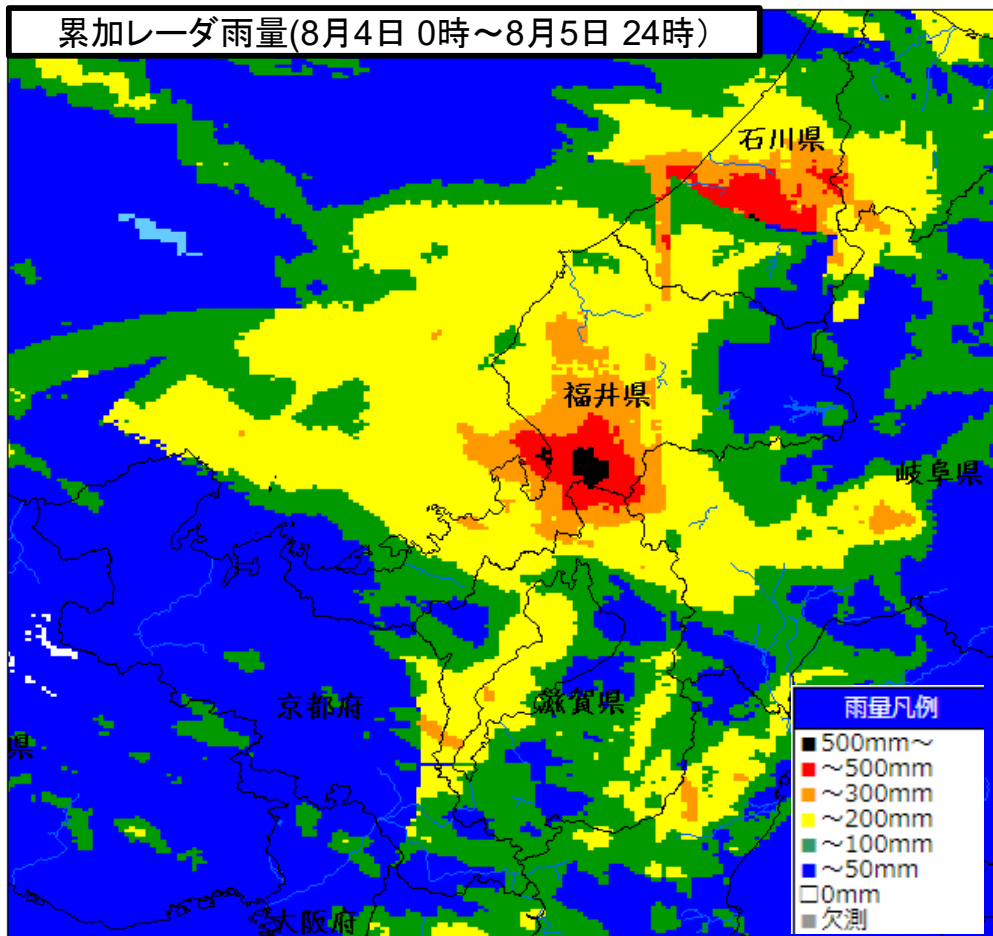 累加レーダ雨量(8月4日 0時～8月5日 24時)
石川県
福井県
岐阜県
京都府
滋賀県
県
大阪府
雨量凡例
■500mm～
■～500mm
■～300mm
■～200mm
■～100mm
■～50mm
□0mm
■欠測